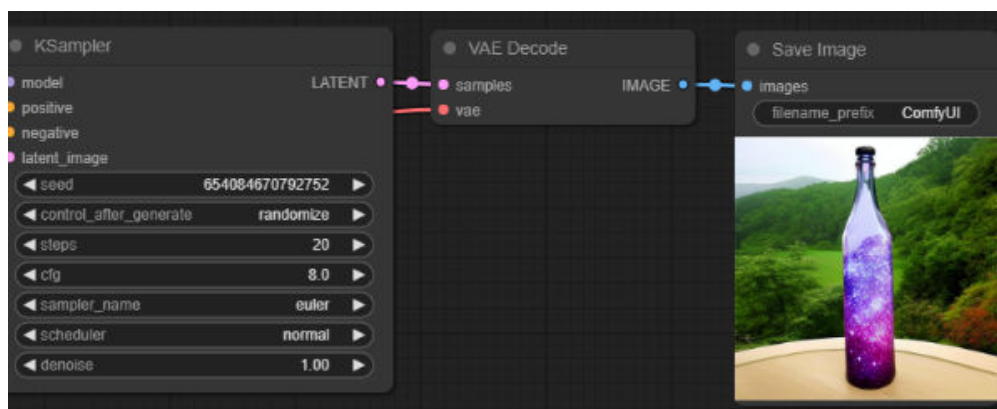 KSampler
model LATENT
positive
negative
latent_image
seed 654084670792752
control_after_generate randomize
steps 20
cfg 8.0
sampler_name euler
scheduler normal
denoise 1.00
VAE Decode
samples IMAGE
vae
Save Image
images
filename_prefix ComfyUI